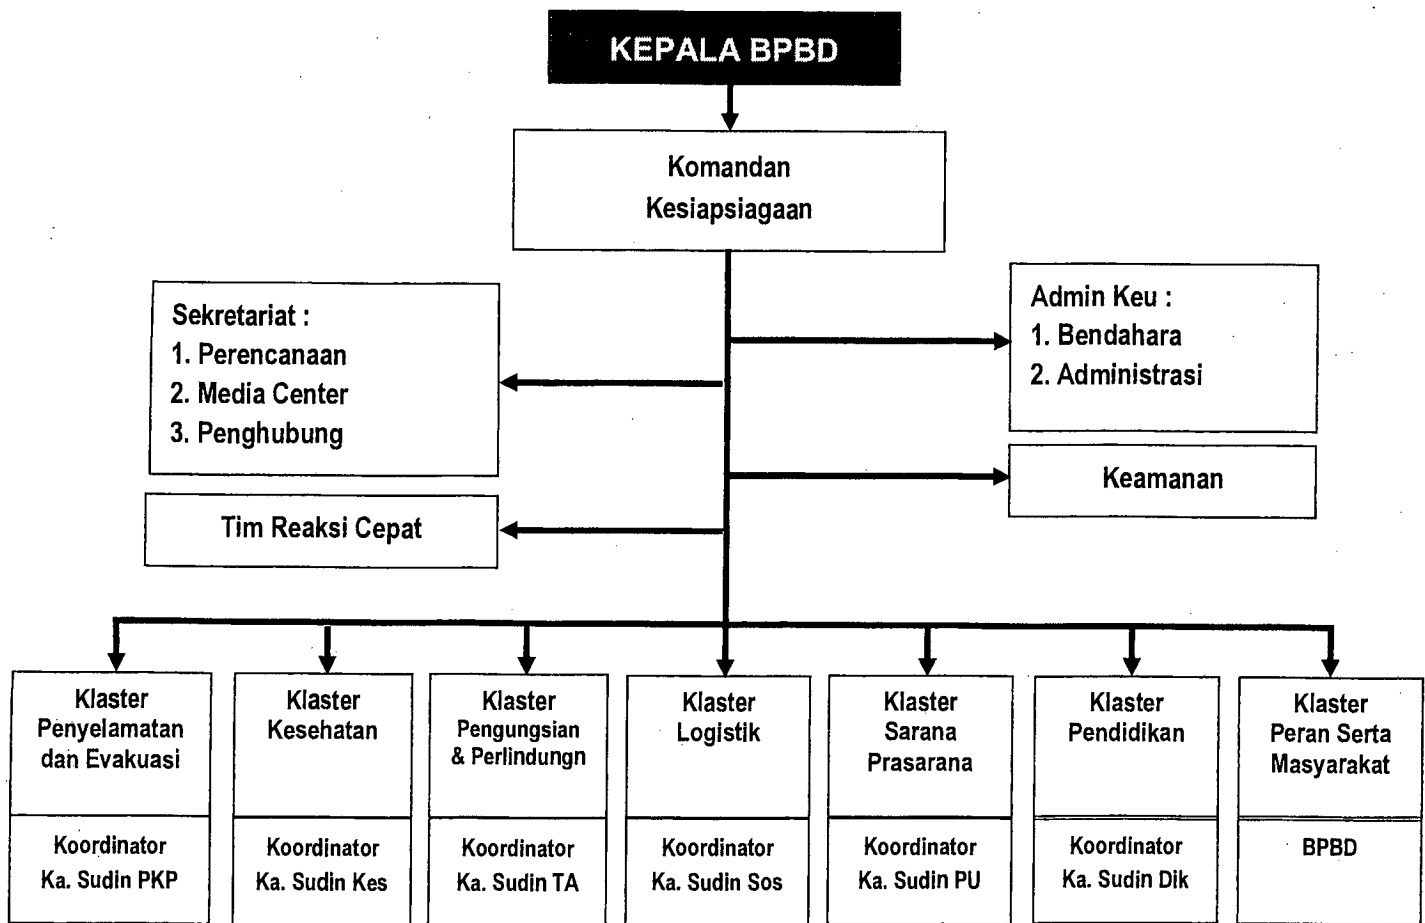 KEPALA BPBD
Komandan
Kesiapsiagaan
Sekretariat :
1. Perencanaan
2. Media Center
3. Penghubung
Admin Keu :
1. Bendahara
2. Administrasi
Keamanan
Tim Reaksi Cepat
Klaster
Penyelamatan
dan Evakuasi
Koordinator
Ka. Sudin PKP
Klaster
Kesehatan
Koordinator
Ka. Sudin Kes
Klaster
Pengungsian
& Perlindungn
Koordinator
Ka. Sudin TA
Klaster
Logistik
Koordinator
Ka. Sudin Sos
Klaster
Sarana
Prasarana
Koordinator
Ka. Sudin PU
Klaster
Pendidikan
Koordinator
Ka. Sudin Dik
Klaster
Peran Serta
Masyarakat
BPBD